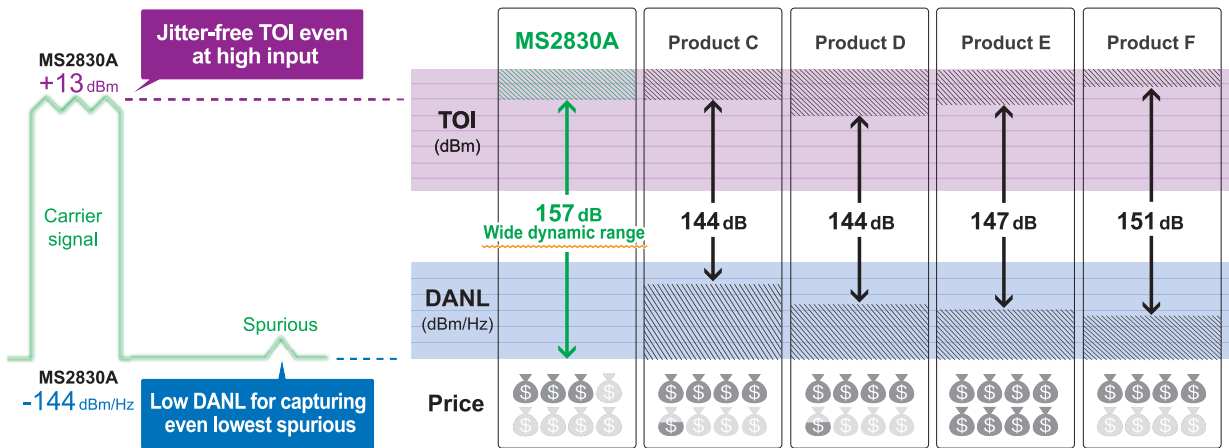 Jitter-free TOI even
at high input
MS2830A
+13 dBm
Carrier
signal
Spurious
MS2830A
-144 dBm/Hz
Low DANL for capturing
even lowest spurious
MS2830A
Product C
Product D
Product E
Product F
TOI
(dBm)
157 dB
Wide dynamic range
144 dB
144 dB
147 dB
151 dB
DANL
(dBm/Hz)
Price
$ $ $ $
$ $ $ $
$ $ $ $
$ $ $ $
$ $ $ $
$ $ $ $
$ $ $ $
$ $ $ $
$ $ $ $
$ $ $ $